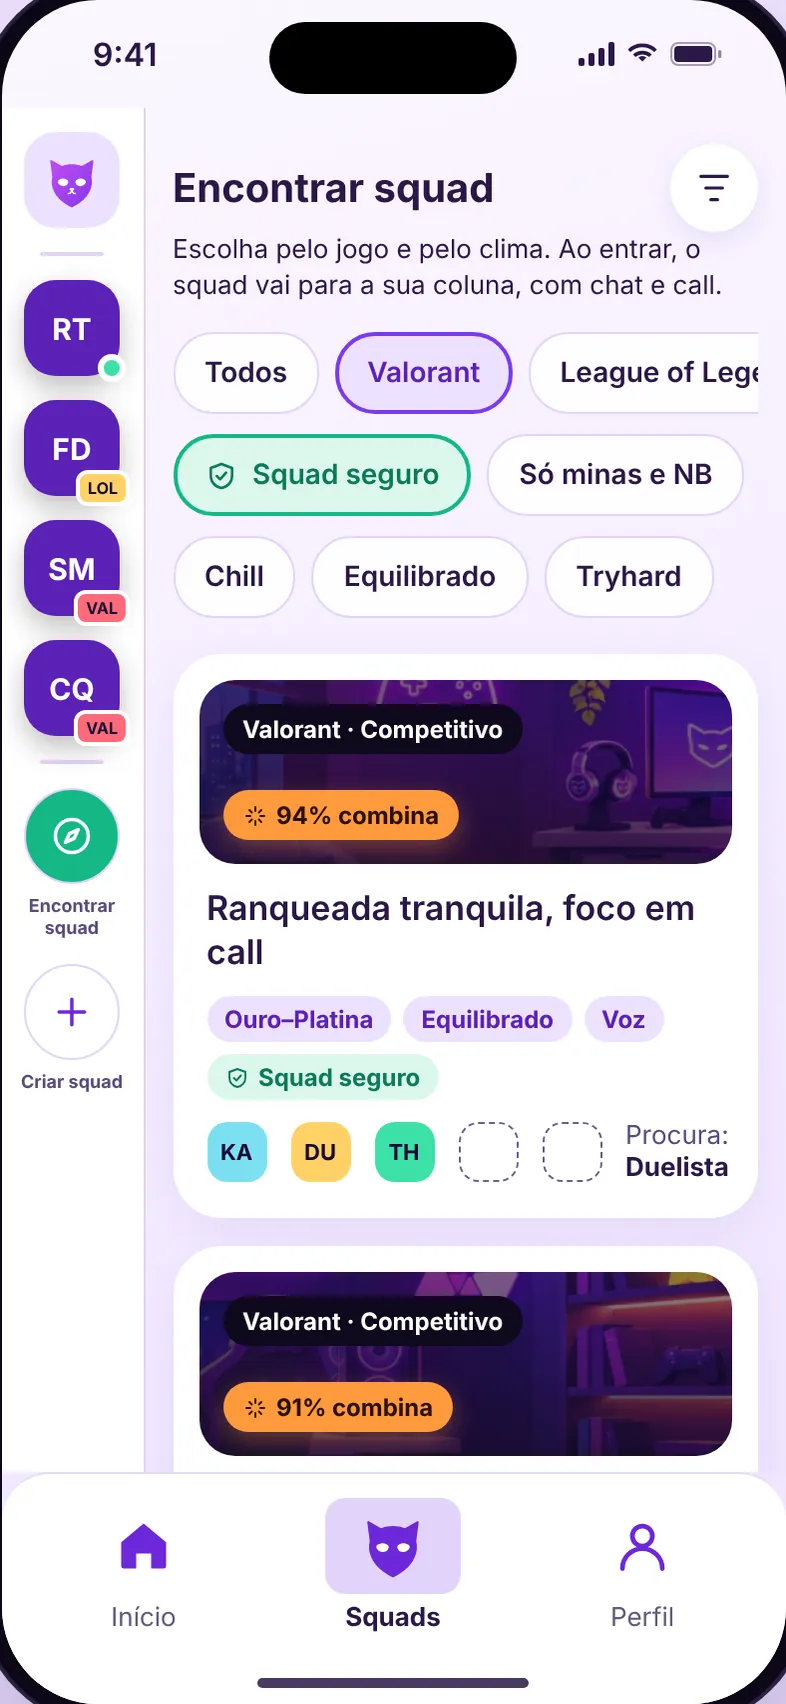 9:41
Encontrar squad
Escolha pelo jogo e pelo clima. Ao entrar, o
squad vai para a sua coluna, com chat e call.
RT
FD
LOL
SM
VAL
CQ
VAL
Encontrar
squad
Criar squad
Todos
Valorant
League of Lege
Squad seguro
Só minas e NB
Chill
Equilibrado
Tryhard
Valorant · Competitivo
94% combina
Ranqueada tranquila, foco em
call
Ouro–Platina
Equilibrado
Voz
Squad seguro
KA
DU
TH
Procura:
Duelista
Valorant · Competitivo
91% combina
Início
Squads
Perfil